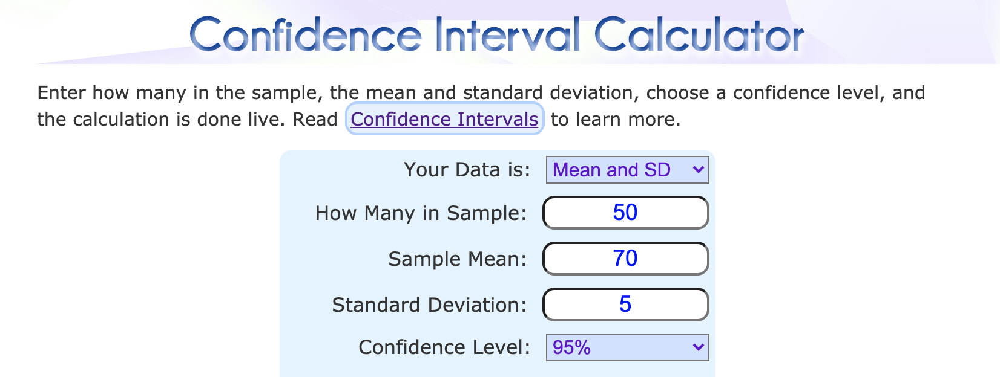 Confidence Interval Calculator
Enter how many in the sample, the mean and standard deviation, choose a confidence level, and
the calculation is done live. Read Confidence Intervals to learn more.
Your Data is: Mean and SD
How Many in Sample: 50
Sample Mean: 70
Standard Deviation: 5
Confidence Level: 95%